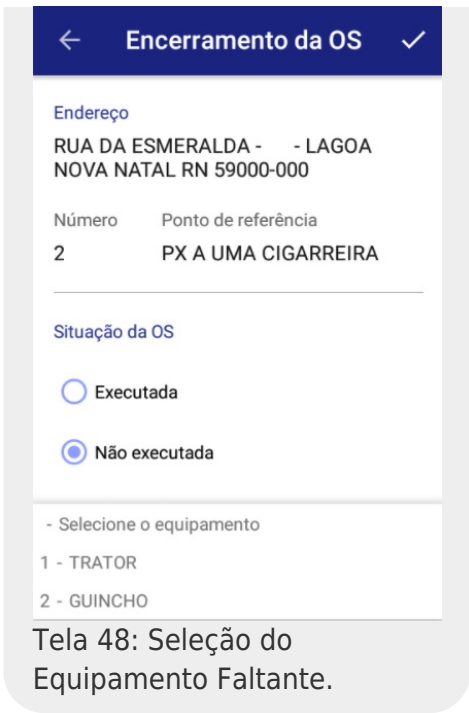 Encerramento da OS
Endereço
RUA DA ESMERALDA - - LAGOA
NOVA NATAL RN 59000-000
Número Ponto de referência
2 PX A UMA CIGARREIRA
Situação da OS
Executada
Não executada
- Selecione o equipamento
1 - TRATOR
2 - GUINCHO
Tela 48: Seleção do
Equipamento Faltante.